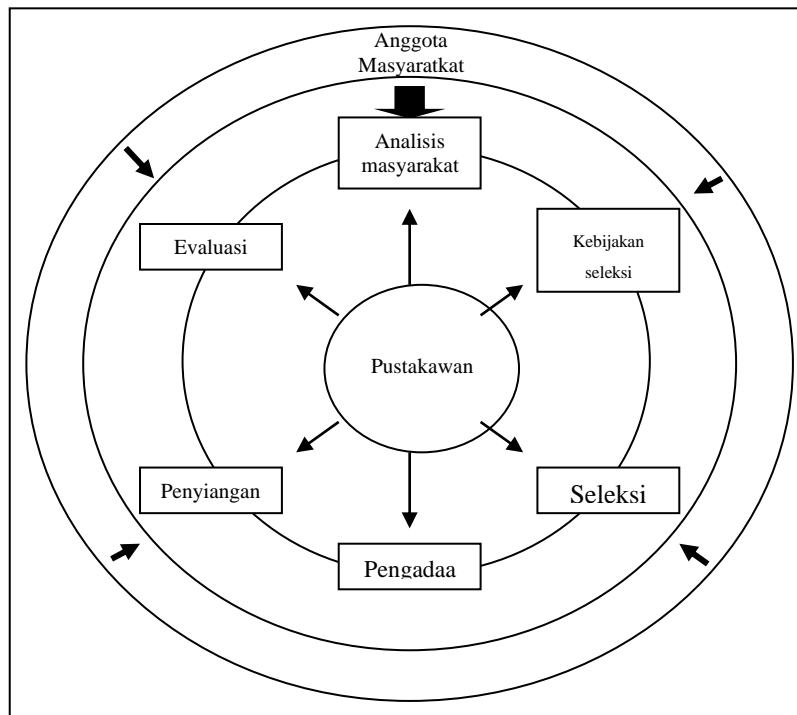 Anggota
Masyaratkat
Analisis
masyarakat
Evaluasi
Kebijakan
seleksi
Pustakawan
Penyiangan
Seleksi
Pengadaa